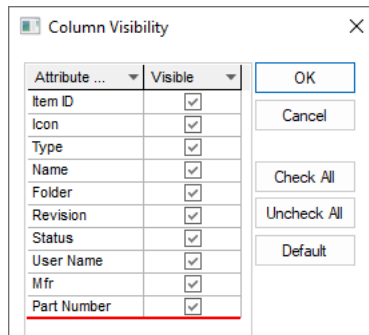 Column Visibility
Attribute ... Visible
OK
Item ID
Icon
Cancel
Type
Name
Check All
Folder
Revision
Uncheck All
Status
User Name
Default
Mfr
Part Number